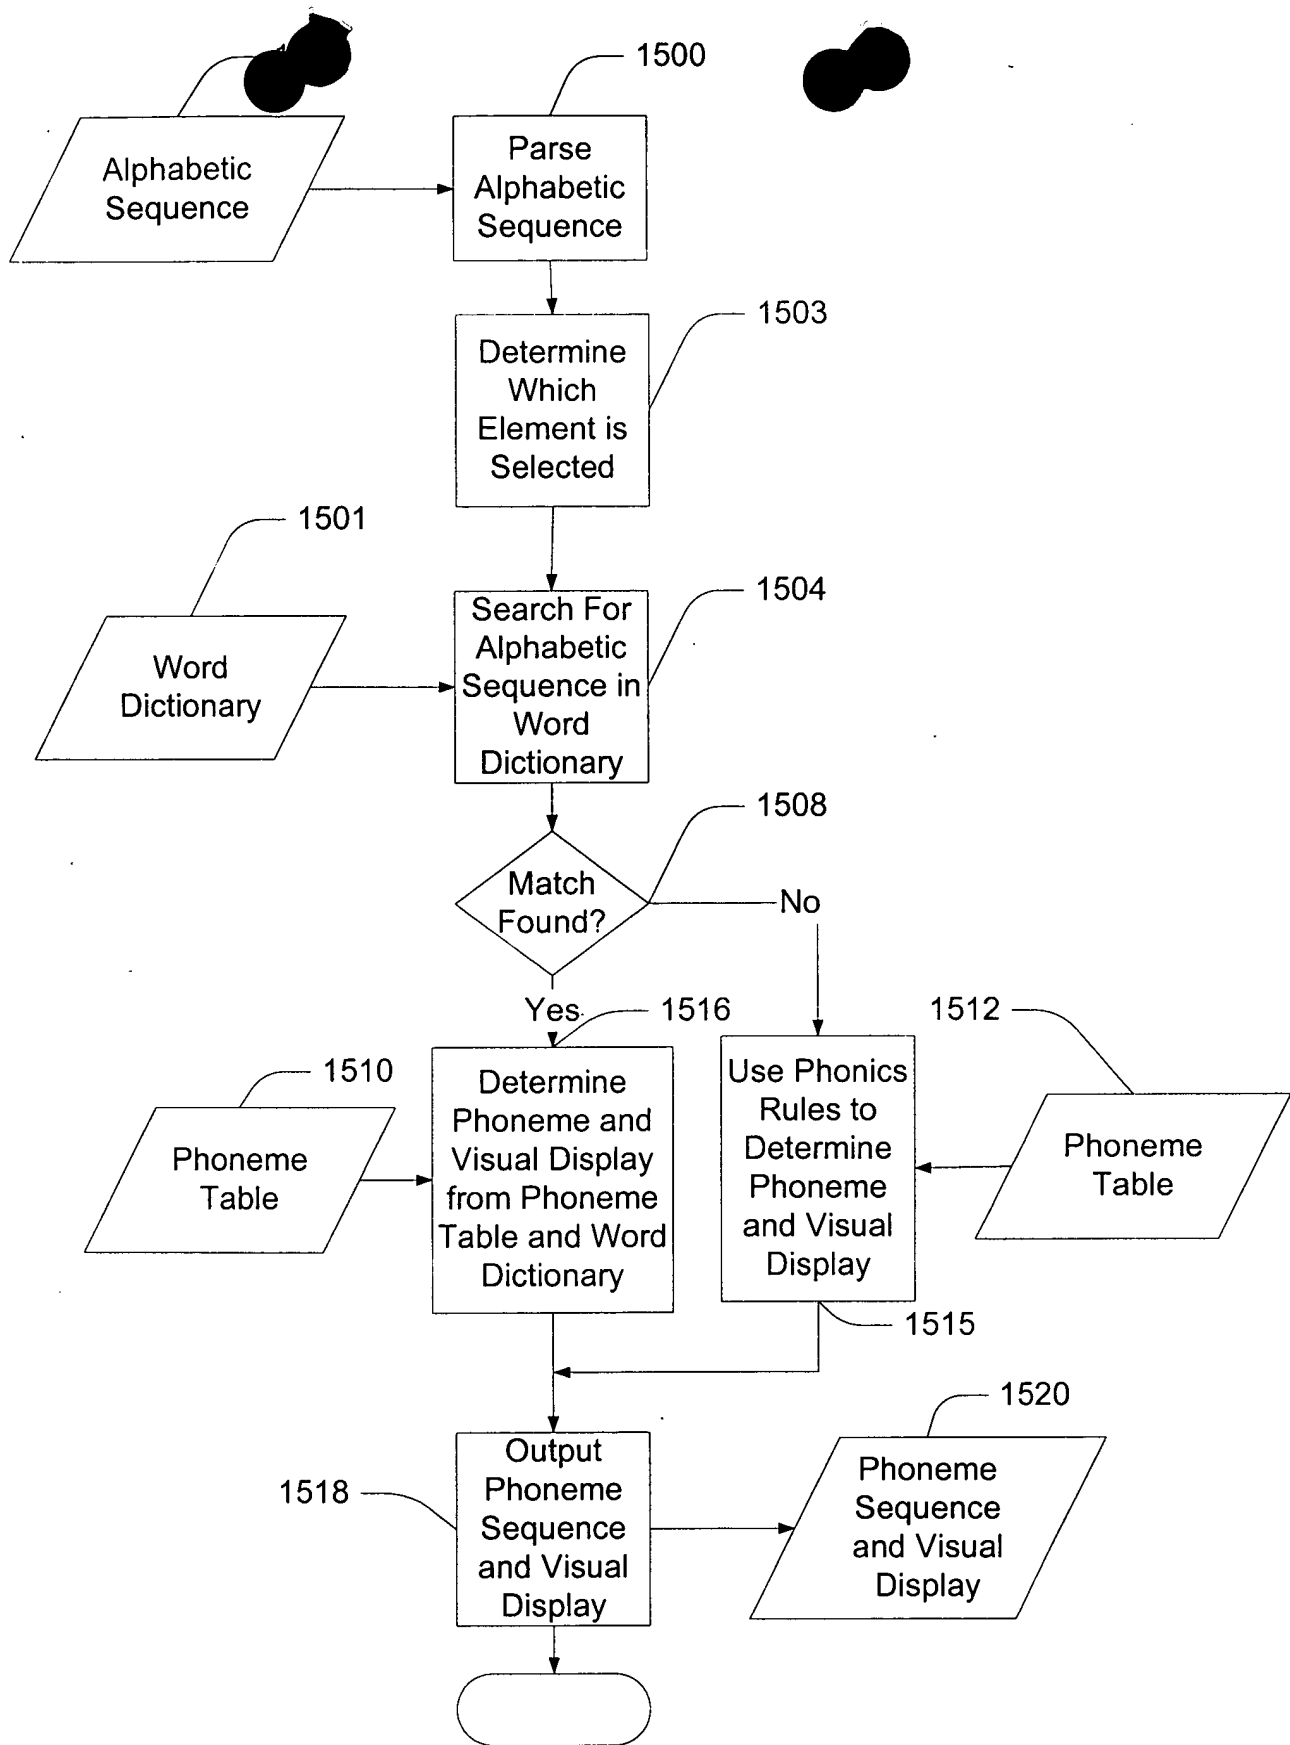 1500
Alphabetic
Sequence
Parse
Alphabetic
Sequence
1503
Determine
Which
Element is
Selected
1501
1504
Word
Dictionary
Search For
Alphabetic
Sequence in
Word
Dictionary
1508
Match
Found?
No
Yes
1516
1512
1510
Phoneme
Table
Determine
Phoneme and
Visual Display
from Phoneme
Table and Word
Dictionary
Use Phonics
Rules to
Determine
Phoneme
and Visual
Display
Phoneme
Table
1515
1520
1518
Output
Phoneme
Sequence
and Visual
Display
Phoneme
Sequence
and Visual
Display